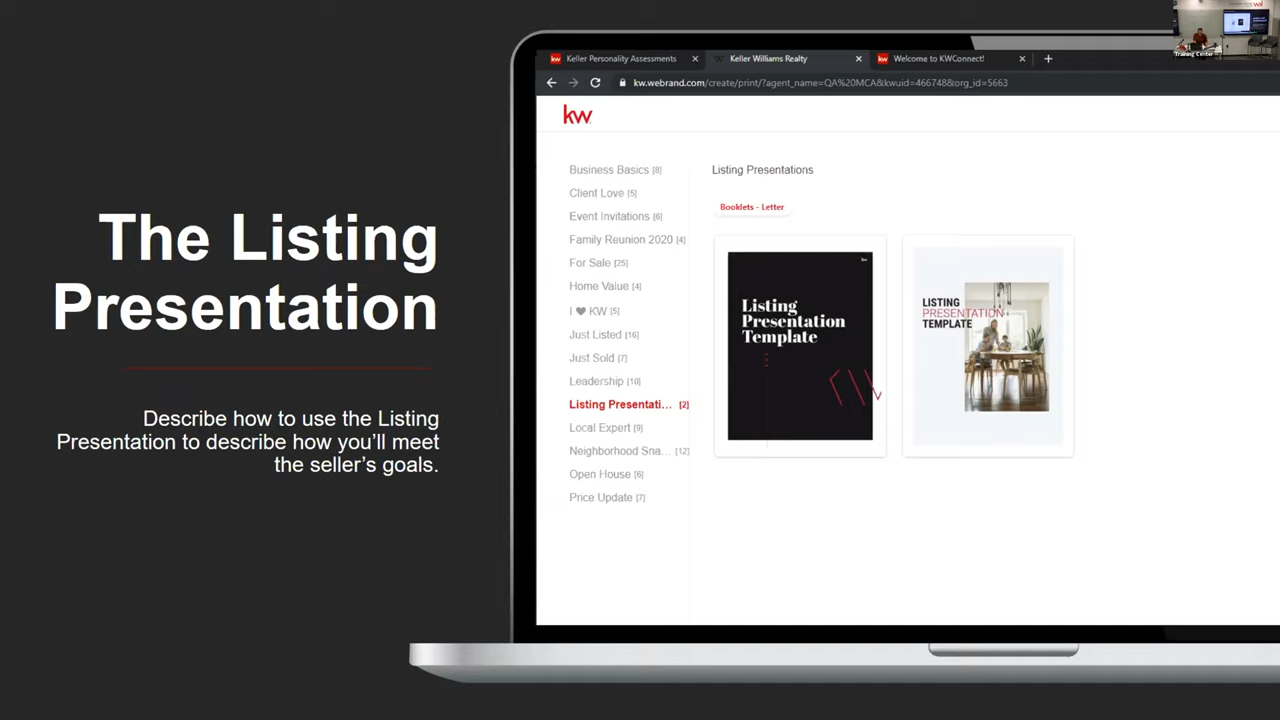 The Listing
Presentation
Describe how to use the Listing
Presentation to describe how you'll meet
the seller's goals.
kw Keller Personality Assessments
Keller Williams Realty
kw Welcome to KWConnect!
kw.webrand.com/create/print/?agent_name=QA%20MCA&kwuid=466748&org_id=5663
kw
Business Basics [8]
Client Love [5]
Event Invitations [6]
Family Reunion 2020 [4]
For Sale [25]
Home Value [4]
I ♥ KW [5]
Just Listed [16]
Just Sold [7]
Leadership [10]
Listing Presentati... [2]
Local Expert [9]
Neighborhood Sna... [12]
Open House [6]
Price Update [7]
Listing Presentations
Booklets - Letter
kw
Listing
Presentation
Template
LISTING
PRESENTATION
TEMPLATE
Training Center